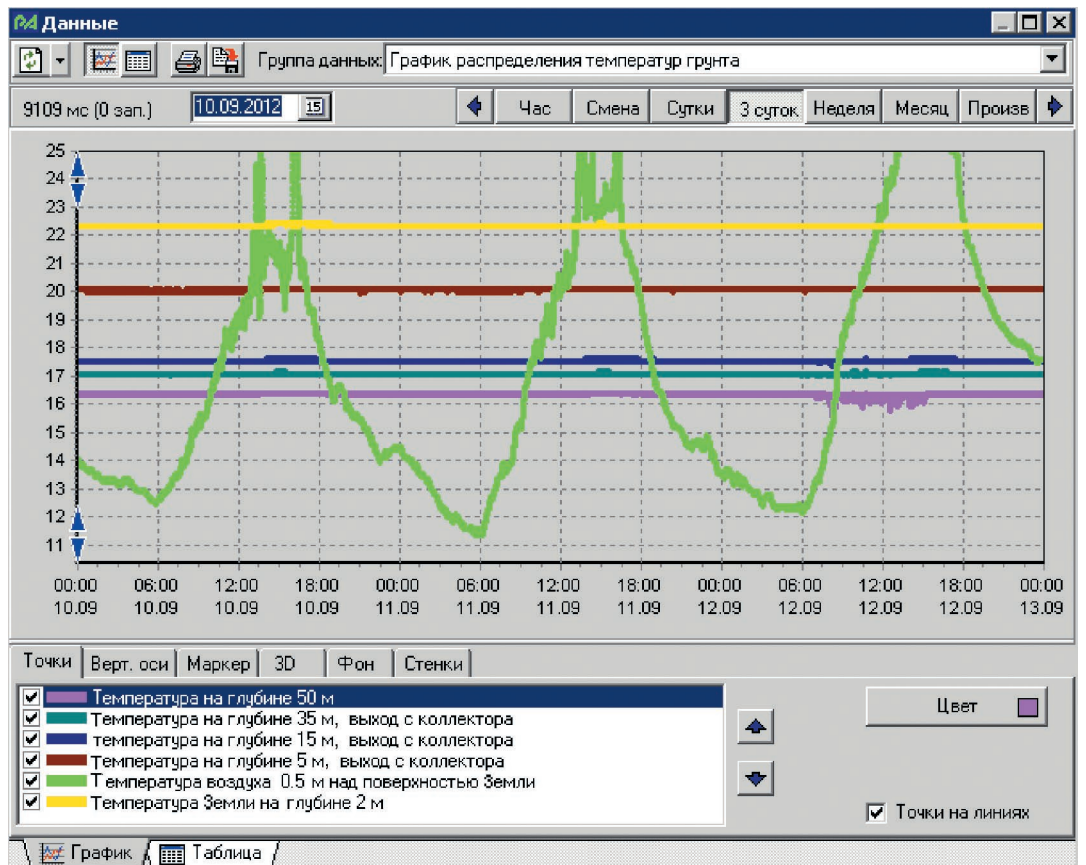 Данные
Группа данных: График распределения температур грунта
9109 мс (0 зап.) 10.09.2012 15 Час Смена Сутки 3 суток Неделя Месяц Произв
25
24
23
22
21
20
19
18
17
16
15
14
13
12
11
00:00 06:00 12:00 18:00 00:00 06:00 12:00 18:00 00:00 06:00 12:00 18:00 00:00
10.09 10.09 10.09 10.09 11.09 11.09 11.09 11.09 12.09 12.09 12.09 12.09 13.09
Точки Верт. оси Маркер 3D Фон Стенки
Температура на глубине 50 м
Температура на глубине 35 м, выход с коллектора
температура на глубине 15 м, выход с коллектора
Температура на глубине 5 м, выход с коллектора
Температура воздуха 0.5 м над поверхностью Земли
Температура Земли на глубине 2 м
Цвет
Точки на линиях
График Таблица